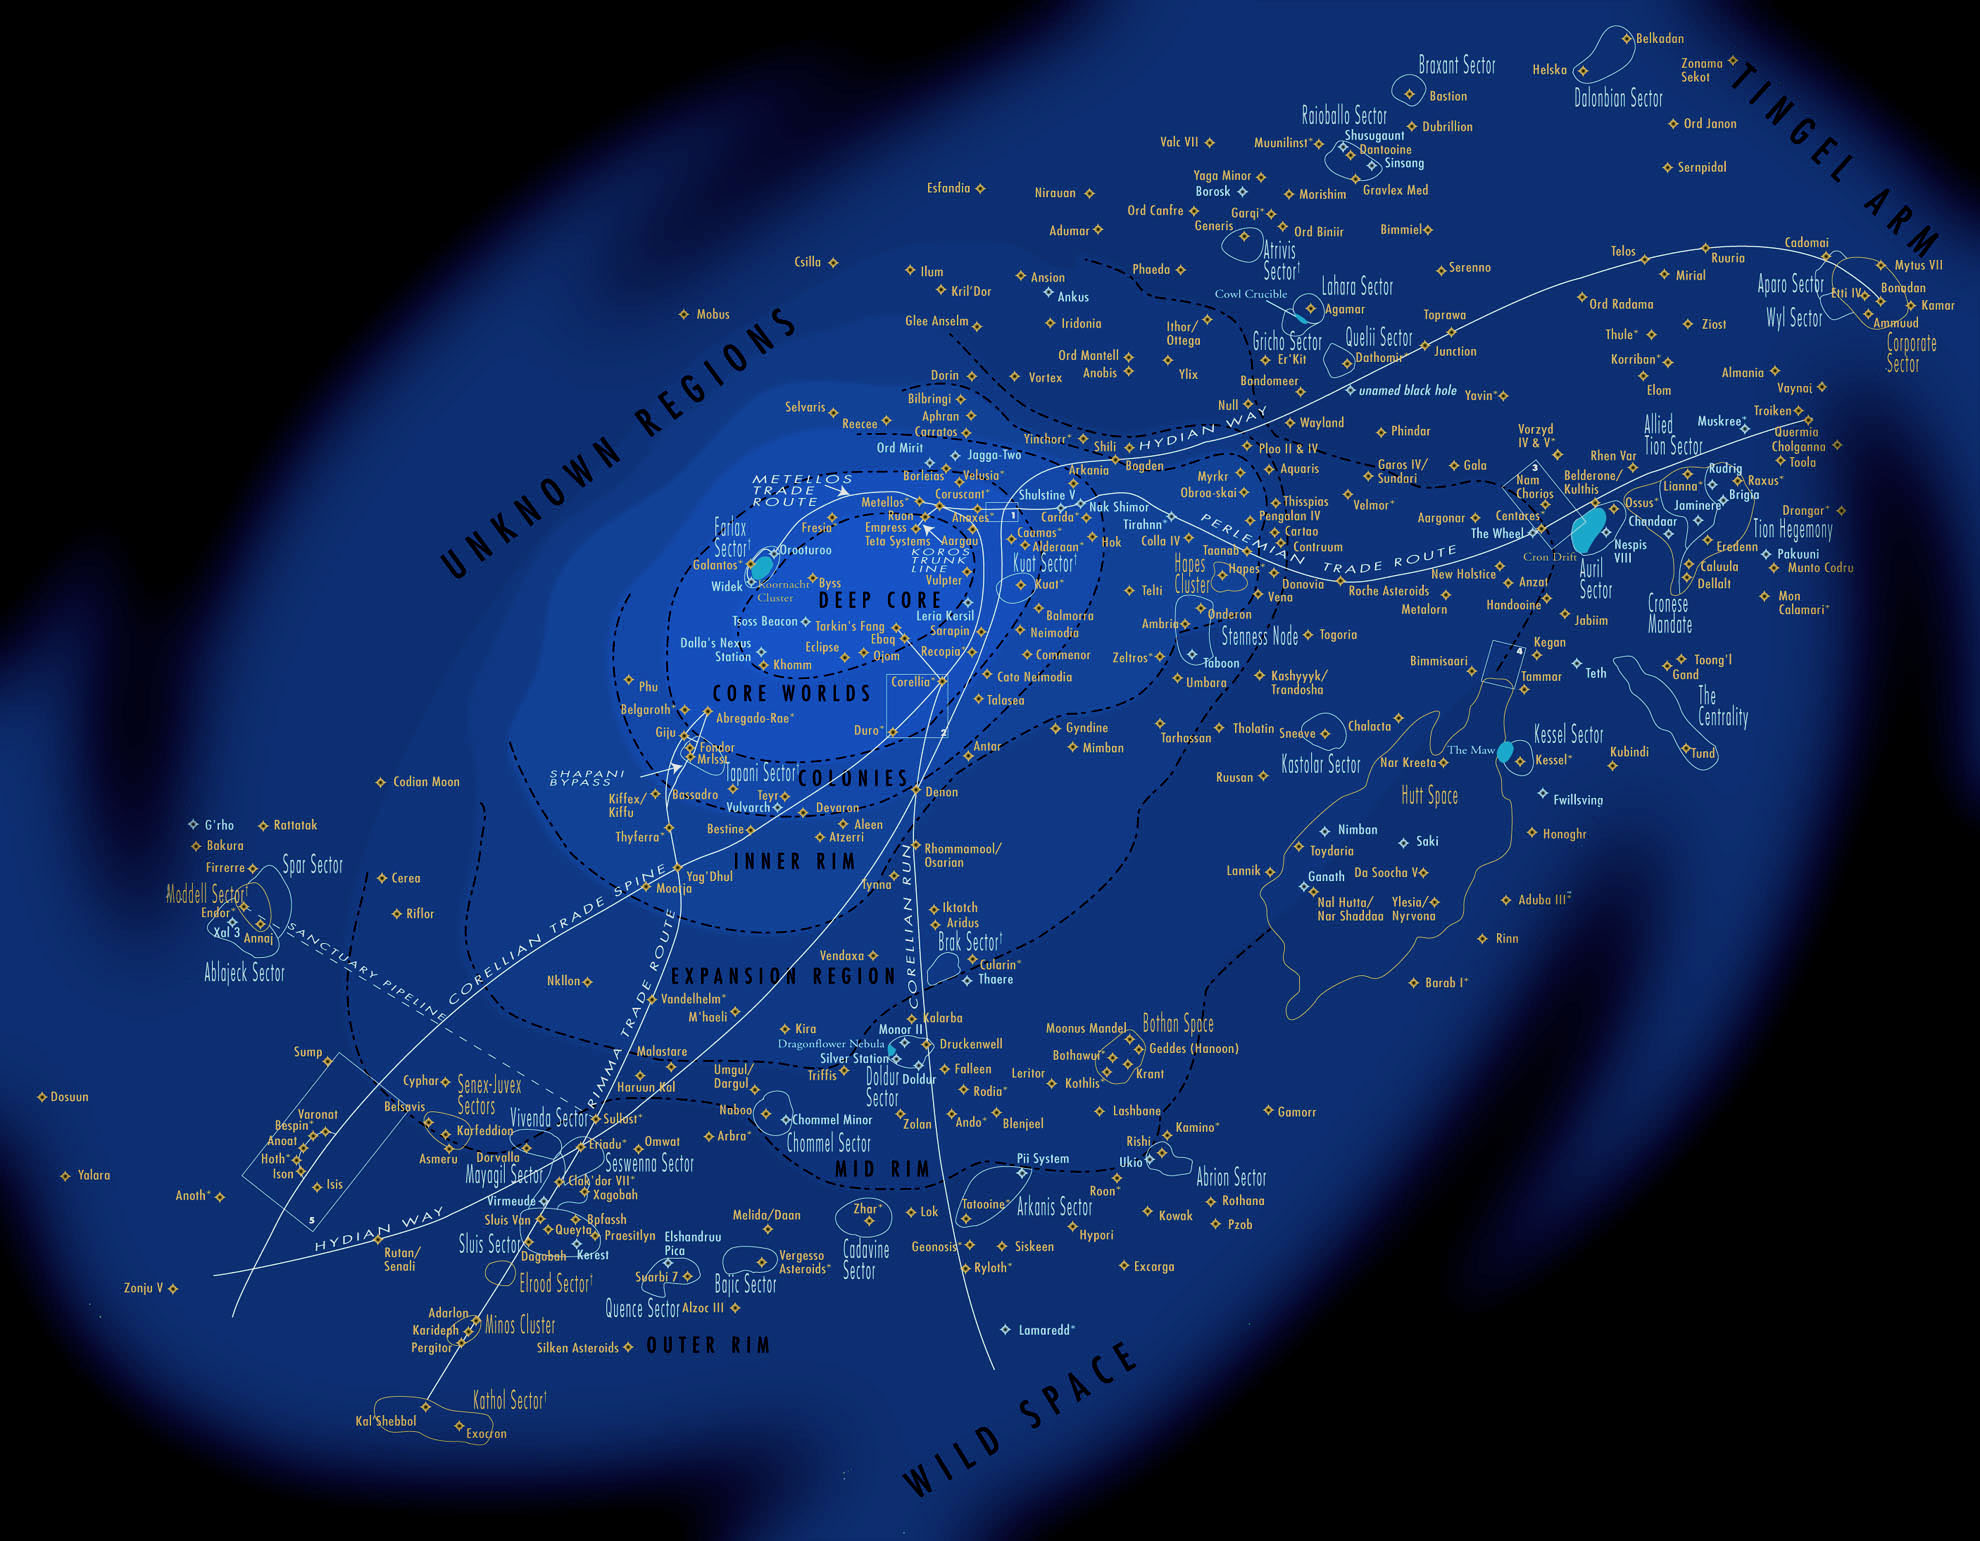 Belkadan
Zonama
Sekot
Helska
Dalonbian Sector
TINGEL ARM
Braxant Sector
Bastion
Raioballo Sector
Dubrillion
Ord Janon
Shusugaunt
Valc VII
Muunilinst*
Dantooine
Sinsang
Sernpidal
Yaga Minor
Borosk
Morishim
Gravlex Med
Esfandia
Nirauan
Ord Canfre
Garqi*
Generis
Ord Biniir
Adumar
Bimmiel
Atrivis
Sector†
Telos
Ruuria
Cadomai
Csilla
Ilum
Ansion
Phaeda
Serenno
Mirial
Mytus VII
Aparo Sector
Bonadan
Etti IV
Kamar
Ammuud
Wyl Sector
Corporate
Sector
Kril'Dor
Ankus
Cowl Crucible
Lahara Sector
Agamar
Ord Radama
Mobus
Glee Anselm
Iridonia
Ithor/
Ottega
Toprawa
Ziost
Thule*
Gricho Sector
Quelii Sector
Junction
UNKNOWN REGIONS
Ord Mantell
Anobis
Ylix
Er'Kit
Dathomir*
Korriban*
Elom
Almania
Vaynai
Dorin
Vortex
Bondomeer
unamed black hole
Yavin*
Selvaris
Bilbringi
Aphran
Carratos
Reecee
Null
HYDIAN WAY
Wayland
Phindar
Vorzyd
IV & V*
Allied
Tion Sector
Muskree*
Troiken
Quermia
Cholganna
Toola
Ord Mirit
Jagga-Two
Yinchorr*
Shili
Bogden
Arkania
Ploo II & IV
Aquaris
Garos IV/
Sundari
Gala
Rhen Var
Rudrig
Borleias*
Velusia*
METELLOS
TRADE
ROUTE
Coruscant*
Metellos*
Shulstine V
Nak Shimor
Myrkr
Obroa-skai
Thisspias
Velmor*
3
Nam
Chorios
Belderone/
Kulthis
Ossus*
Lianna*
Raxus*
Brigia
Jaminere
Drongar*
Ruon
Anaxes*
1
Carida*
Tirahnn*
Pengalan IV
Aargonar
Centares*
Chandaar
Tion Hegemony
Fresia*
Empress
Teta Systems
Aargau
Caamas*
Alderaan*
Hok
Colla IV
PERLEMIAN TRADE ROUTE
Cartao
Contruum
The Wheel
Cron Drift
Nespis
VIII
Eredenn
Pakuuni
Munto Codru
Farlax
Sector†
Orooturoo
KOROS
TRUNK
LINE
Taanab
Kuat Sector†
Hapes
Cluster
Hapes*
Galantos*
Widek
Koornacht
Cluster
Byss
Vulpter
Kuat*
Donovia
Roche Asteroids
New Holstice
Anzat
Auril
Sector
Caluula
Dellalt
DEEP CORE
Telti
Vena
Metalorn
Handooine
Cronese
Mandate
Mon
Calamari*
Leria Kersil
Balmorra
Onderon
Jabiim
Tsoss Beacon
Tarkin's Fang
Ebaq
Sarapin
Neimodia
Ambria
Stenness Node
Togoria
Dalla's Nexus
Station
Eclipse
Ojom
Khomm
Recopia*
Commenor
Zeltros*
Taboon
Kegan
4
Bimmisaari
Teth
Toong'l
Gand
Phu
CORE WORLDS
Corellia*
Cato Neimodia
Umbara
Kashyyyk/
Trandosha
Tammar
The
Centrality
Belgaroth*
Abregado-Rae*
Talasea
Giju
Duro*
2
Gyndine
Tarhassan
Tholatin
Sneeve
Chalacta
Fondor
Mrlsst
Antar
Mimban
The Maw
Kessel Sector
Kessel*
Kubindi
Tund
Tapani Sector
COLONIES
Kastolar Sector
Nar Kreeta
SHAPANI
BYPASS
Ruusan
Codian Moon
Kiffex/
Kiffu
Bassadro
Teyr
Vulvarch
Denon
Hutt Space
Fwillsving
Devaron
Aleen
Atzerri
G'rho
Rattatak
Thyferra*
Bestine
Nimban
Honoghr
Bakura
Toydaria
Saki
Firrerre
Spar Sector
INNER RIM
Rhommamool/
Osarian
Cerea
Yag'Dhul
Moorja
Tynna
Lannik
Ganath
Da Soocha V
Moddell Sector†
Endor*
Xal 3
Annaj
Riflor
Nal Hutta/
Nar Shaddaa
Ylesia/
Nyrvona
Aduba III*
Iktotch
Aridus
Ablajeck Sector
SANCTUARY PIPELINE
CORELLIAN TRADE SPINE
RIMMA TRADE ROUTE
CORELLIAN RUN
Brak Sector†
Rinn
Vendaxa
Cularin*
Thaere
Nkllon
EXPANSION REGION
Barab I*
Vandelhelm*
M'haeli
Kira
Kalarba
Monor II
Moonus Mandel
Bothan Space
Dragonflower Nebula
Druckenwell
Bothawui*
Geddes (Hanoon)
Sump
Malastare
Silver Station
Doldur
Doldur
Sector
Falleen
Leritor
Kothlis*
Krant
Umgul/
Dargul
Triffis
Haruun Kal
Rodia*
Dosuun
Cyphar
Senex-Juvex
Sectors
Belsavis
Varonat
Bespin*
Anoat
Hoth*
Ison
Isis
5
Karfeddion
Vivenda Sector
Sullust*
Naboo
Chommel Minor
Chommel Sector
Zolan
Ando*
Blenjeel
Lashbane
Gamorr
Asmeru
Dorvalla
Eriadu*
Omwat
Arbra*
Kamino*
Rishi
Ukio
Abrion Sector
Mayagil Sector
Seswenna Sector
MID RIM
Pii System
Yalara
Anoth*
Clak'dor VII*
Xagobah
Virmeude
Tatooine*
Arkanis Sector
Roon*
Rothana
HYDIAN WAY
Sluis Van
Bpfassh
Queyta
Praesitlyn
Melida/Daan
Zhar*
Lok
Kowak
Pzob
Hypori
Rutan/
Senali
Sluis Sector
Dagobah
Kerest
Elshandruu
Pica
Cadavine
Sector
Geonosis*
Siskeen
Ryloth*
Excarga
Zonju V
Elrood Sector†
Suarbi 7
Vergesso
Asteroids*
Bajic Sector
Quence Sector
Alzoc III
Adarlon
Karideph
Pergitor
Minos Cluster
Silken Asteroids
OUTER RIM
Lamaredd*
Kathol Sector†
Kal'Shebbol
Exocron
WILD SPACE